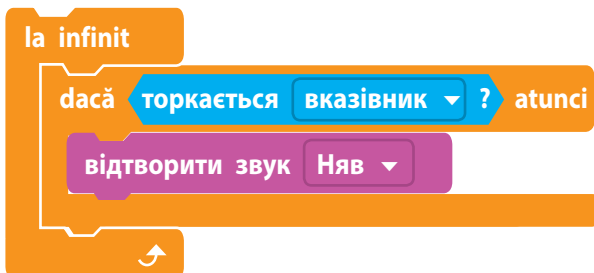 la infinit
dacă торкається вказівник ? atunci
відтворити звук Няв